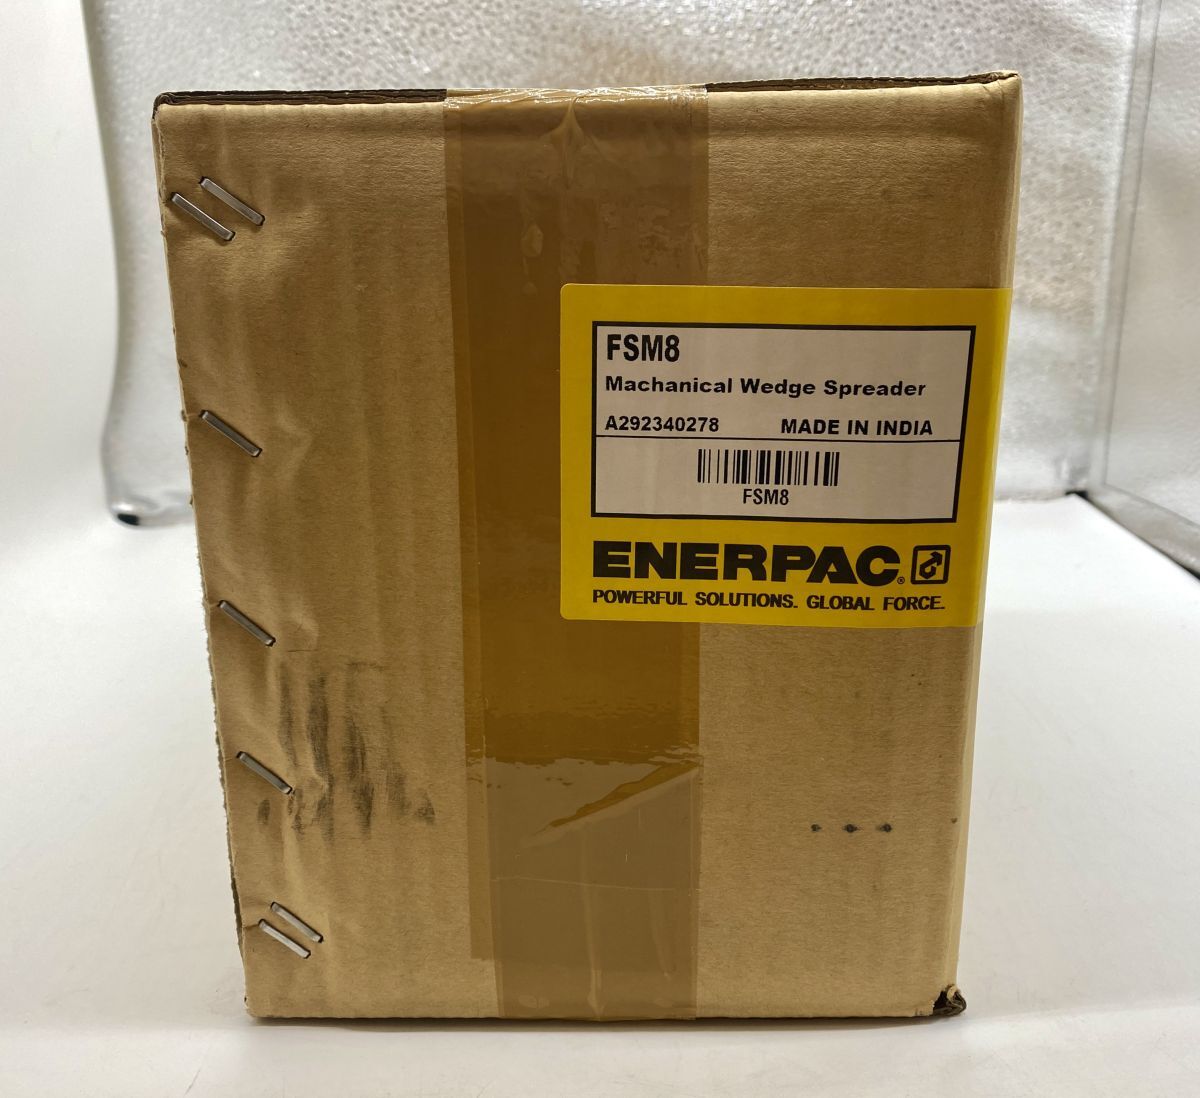 FSM8
Machanical Wedge Spreader
A292340278 MADE IN INDIA
FSM8
ENERPAC®
POWERFUL SOLUTIONS. GLOBAL FORCE.